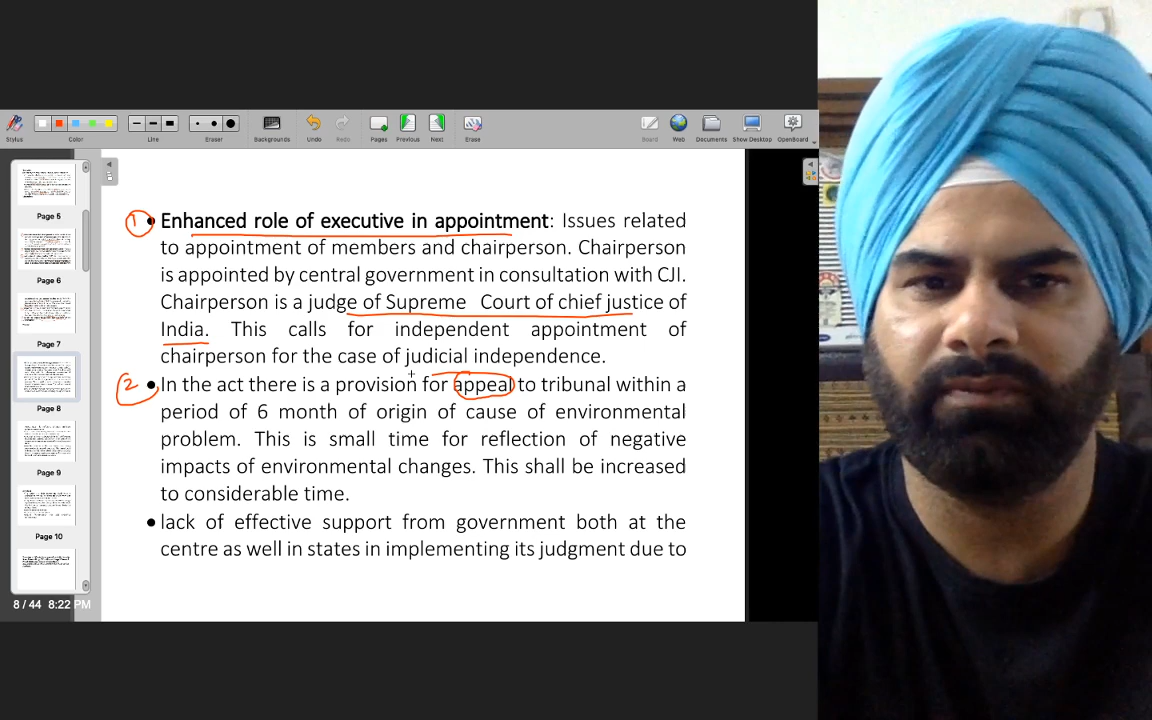 Stylus
Color
Line
Eraser
Backgrounds
Undo
Redo
Pages
Previous
Next
Erase
Board
Web
Documents
Show Desktop
OpenBoard
Page 5
Page 6
Page 7
Page 8
Page 9
Page 10
8 / 44 8:22 PM
1 • Enhanced role of executive in appointment: Issues related
to appointment of members and chairperson. Chairperson
is appointed by central government in consultation with CJI.
Chairperson is a judge of Supreme Court of chief justice of
India. This calls for independent appointment of
chairperson for the case of judicial independence.
2 • In the act there is a provision for appeal to tribunal within a
period of 6 month of origin of cause of environmental
problem. This is small time for reflection of negative
impacts of environmental changes. This shall be increased
to considerable time.
• lack of effective support from government both at the
centre as well in states in implementing its judgment due to